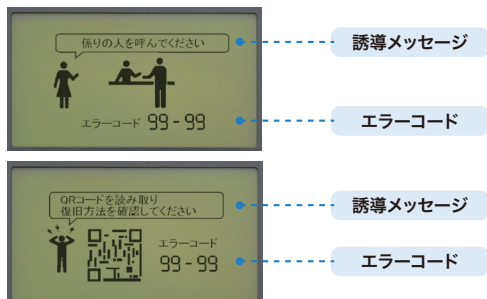 係りの人を呼んでください
誘導メッセージ
エラーコード 99-99
エラーコード
QRコードを読み取り
復旧方法を確認してください
誘導メッセージ
エラーコード
99-99
エラーコード